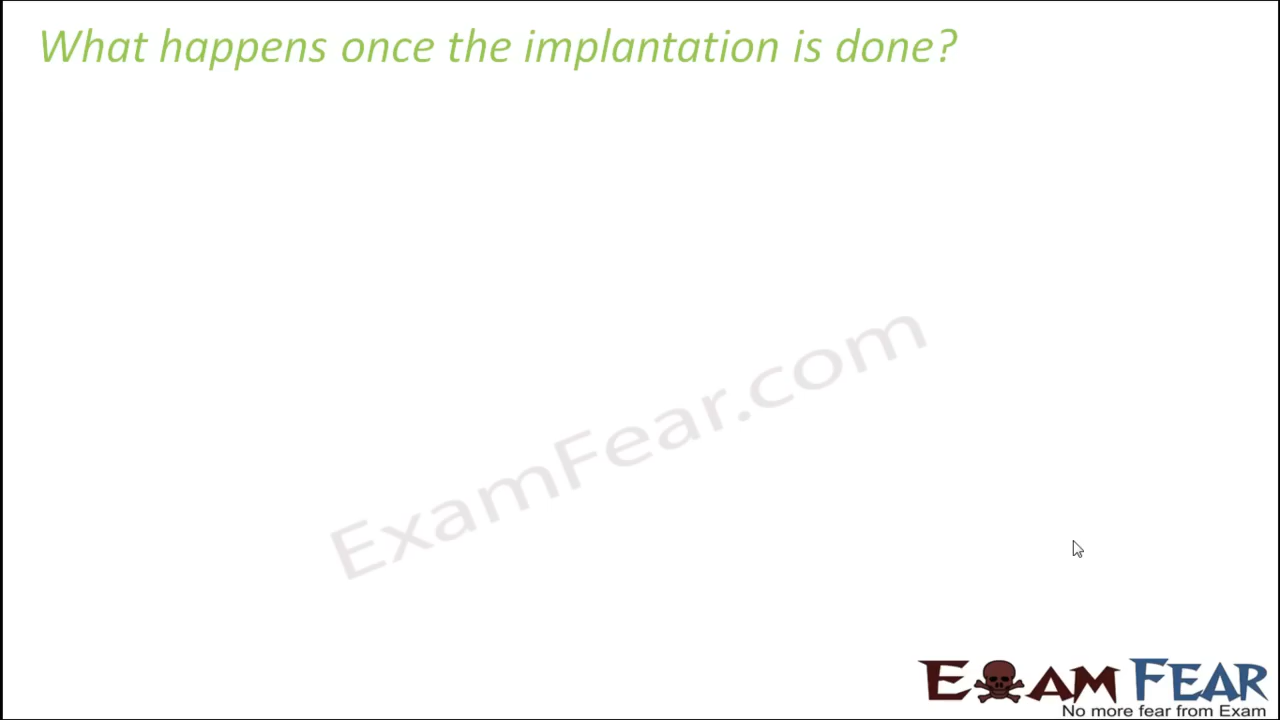 What happens once the implantation is done?
ExamFear.com
EXAM FEAR
No more fear from Exam